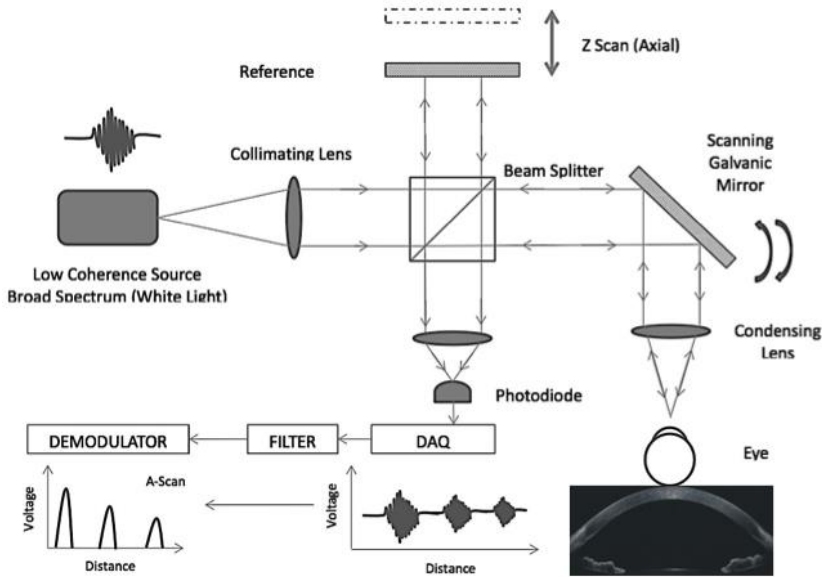 Z Scan (Axial)
Reference
Scanning
Galvanic
Mirror
Collimating Lens
Beam Splitter
Low Coherence Source
Broad Spectrum (White Light)
Condensing
Lens
Photodiode
DEMODULATOR
FILTER
DAQ
Eye
A-Scan
Voltage
Distance
Voltage
Distance